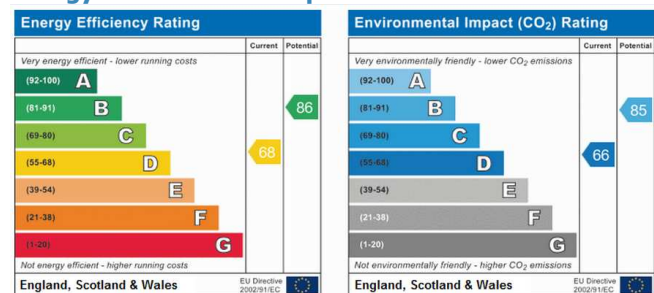 Energy Efficiency Rating
Current Potential
Very energy efficient - lower running costs
(92-100) A
(81-91) B
(69-80) C
(55-68) D
(39-54) E
(21-38) F
(1-20) G
68
86
Not energy efficient - higher running costs
England, Scotland & Wales
EU Directive
2002/91/EC
Environmental Impact (CO2) Rating
Current Potential
Very environmentally friendly - lower CO2 emissions
(92-100) A
(81-91) B
(69-80) C
(55-68) D
(39-54) E
(21-38) F
(1-20) G
66
85
Not environmentally friendly - higher CO2 emissions
England, Scotland & Wales
EU Directive
2002/91/EC